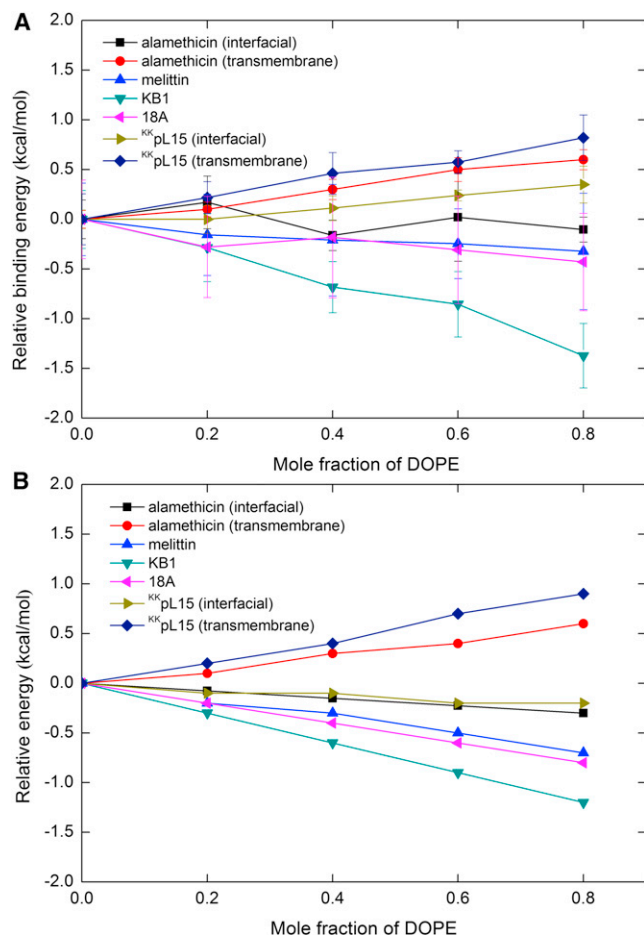 A
2.0
1.5
1.0
0.5
0.0
-0.5
-1.0
-1.5
-2.0
Relative binding energy (kcal/mol)
alamethicin (interfacial)
alamethicin (transmembrane)
melittin
KB1
18A
KKpL15 (interfacial)
KKpL15 (transmembrane)
0.0 0.2 0.4 0.6 0.8
Mole fraction of DOPE
B
2.0
1.5
1.0
0.5
0.0
-0.5
-1.0
-1.5
-2.0
Relative energy (kcal/mol)
alamethicin (interfacial)
alamethicin (transmembrane)
melittin
KB1
18A
KKpL15 (interfacial)
KKpL15 (transmembrane)
0.0 0.2 0.4 0.6 0.8
Mole fraction of DOPE